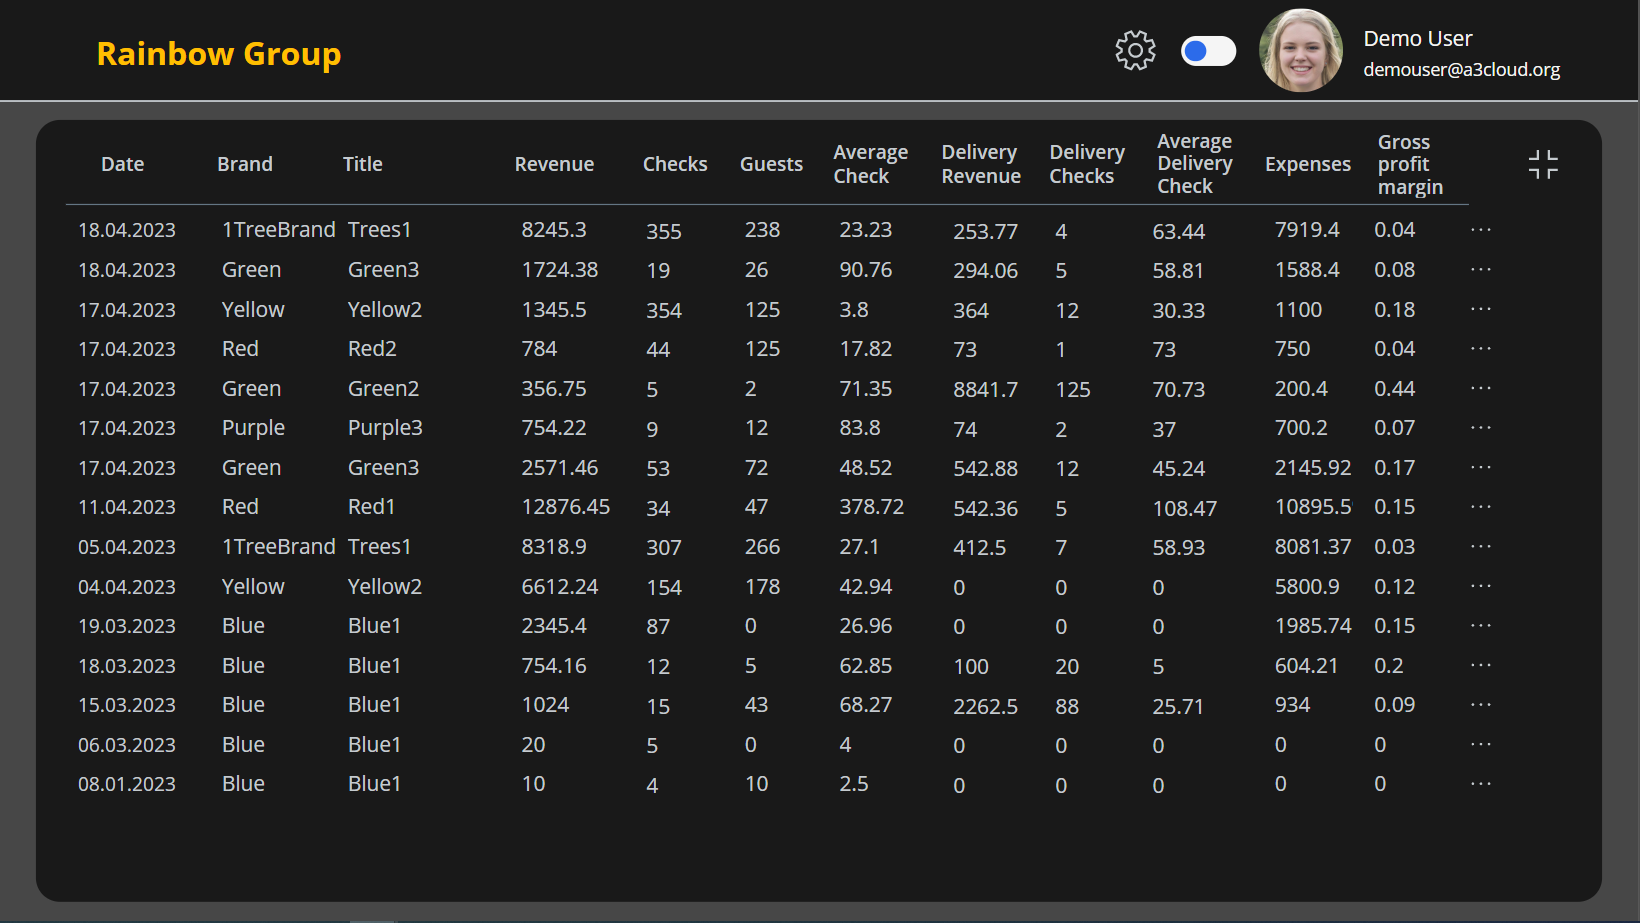 Rainbow Group
Demo User
demouser@a3cloud.org
Date Brand Title Revenue Checks Guests Average Check Delivery Revenue Delivery Checks Average Delivery Check Expenses Gross profit margin
18.04.2023 1TreeBrand Trees1 8245.3 355 238 23.23 253.77 4 63.44 7919.4 0.04 ...
18.04.2023 Green Green3 1724.38 19 26 90.76 294.06 5 58.81 1588.4 0.08 ...
17.04.2023 Yellow Yellow2 1345.5 354 125 3.8 364 12 30.33 1100 0.18 ...
17.04.2023 Red Red2 784 44 125 17.82 73 1 73 750 0.04 ...
17.04.2023 Green Green2 356.75 5 2 71.35 8841.7 125 70.73 200.4 0.44 ...
17.04.2023 Purple Purple3 754.22 9 12 83.8 74 2 37 700.2 0.07 ...
17.04.2023 Green Green3 2571.46 53 72 48.52 542.88 12 45.24 2145.92 0.17 ...
11.04.2023 Red Red1 12876.45 34 47 378.72 542.36 5 108.47 10895.5 0.15 ...
05.04.2023 1TreeBrand Trees1 8318.9 307 266 27.1 412.5 7 58.93 8081.37 0.03 ...
04.04.2023 Yellow Yellow2 6612.24 154 178 42.94 0 0 0 5800.9 0.12 ...
19.03.2023 Blue Blue1 2345.4 87 0 26.96 0 0 0 1985.74 0.15 ...
18.03.2023 Blue Blue1 754.16 12 5 62.85 100 20 5 604.21 0.2 ...
15.03.2023 Blue Blue1 1024 15 43 68.27 2262.5 88 25.71 934 0.09 ...
06.03.2023 Blue Blue1 20 5 0 4 0 0 0 0 0 ...
08.01.2023 Blue Blue1 10 4 10 2.5 0 0 0 0 0 ...